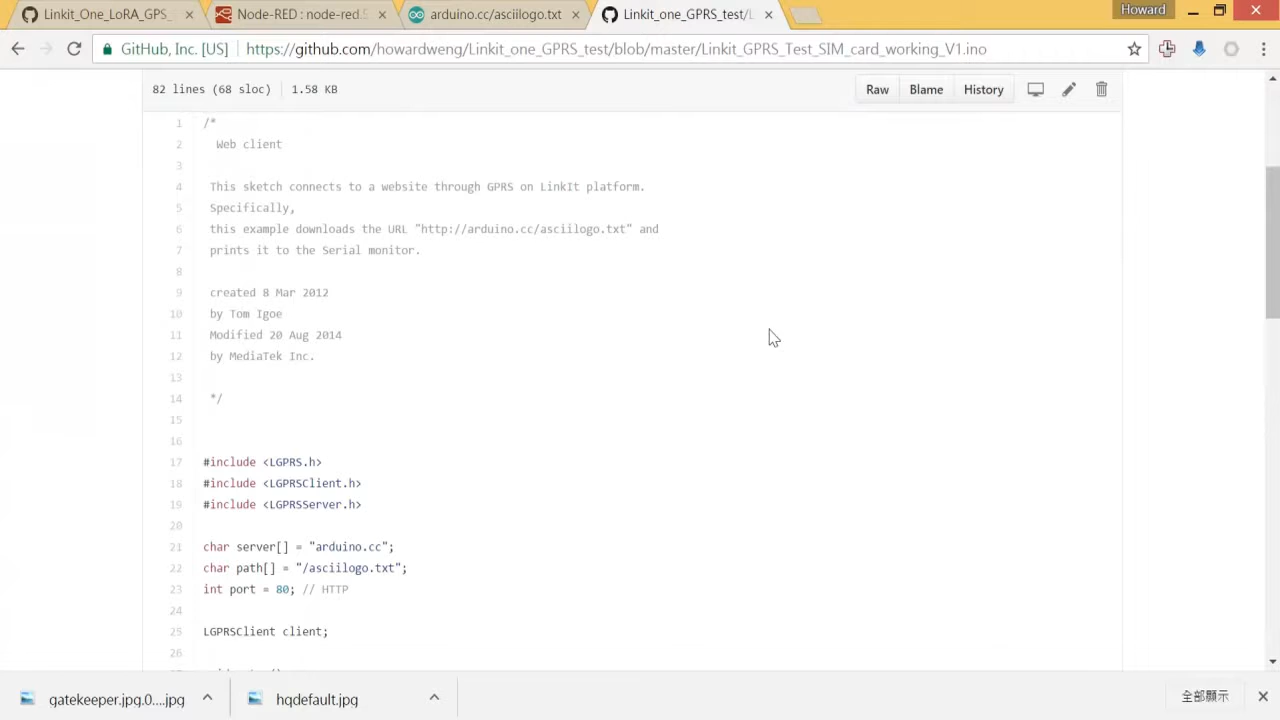 Linkit_One_LoRA_GPS_
Node-RED : node-red.
arduino.cc/asciilogo.txt
Linkit_one_GPRS_test/L
Howard
GitHub, Inc. [US]
https://github.com/howardweng/Linkit_one_GPRS_test/blob/master/Linkit_GPRS_Test_SIM_card_working_V1.ino
82 lines (68 sloc) 1.58 KB
Raw Blame History
1 /*
2 Web client
3
4 This sketch connects to a website through GPRS on LinkIt platform.
5 Specifically,
6 this example downloads the URL "http://arduino.cc/asciilogo.txt" and
7 prints it to the Serial monitor.
8
9 created 8 Mar 2012
10 by Tom Igoe
11 Modified 20 Aug 2014
12 by MediaTek Inc.
13
14 */
15
16
17 #include <LGPRS.h>
18 #include <LGPRSClient.h>
19 #include <LGPRSServer.h>
20
21 char server[] = "arduino.cc";
22 char path[] = "/asciilogo.txt";
23 int port = 80; // HTTP
24
25 LGPRSClient client;
26
gatekeeper.jpg.0....jpg
hqdefault.jpg
全部顯示